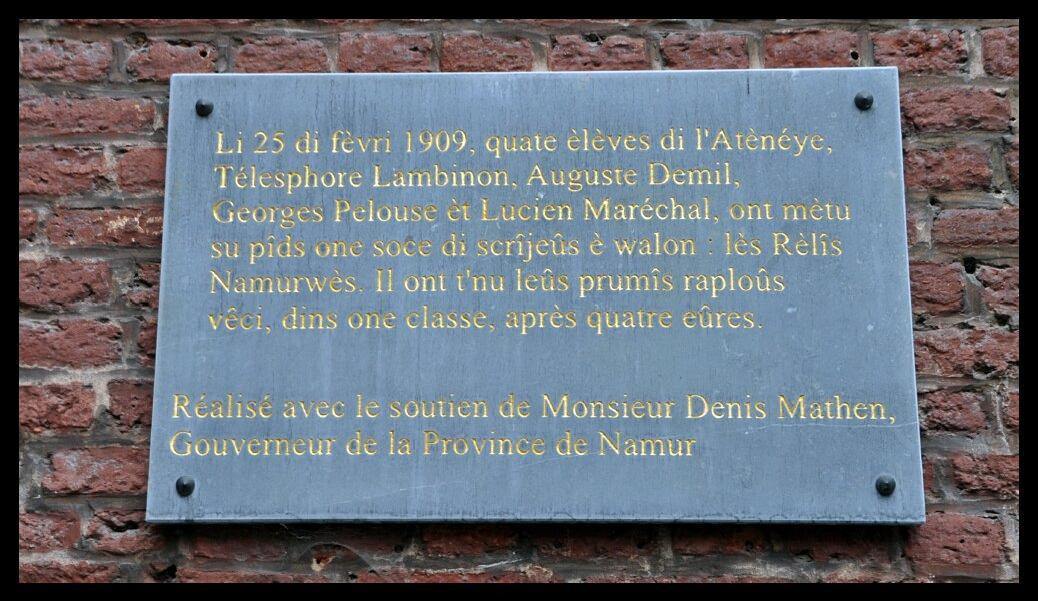 Li 25 di fèvri 1909, quate èlèves di l'Atènéye,
Télesphore Lambinon, Auguste Demil,
Georges Pelouse èt Lucien Maréchal, ont mètu
su pîds one soce di scrîjeûs è walon : lès Rèlîs
Namurwès. Il ont t'nu leûs prumîs raploûs
vêci, dins one classe, après quatre eûres.
Réalisé avec le soutien de Monsieur Denis Mathen,
Gouverneur de la Province de Namur